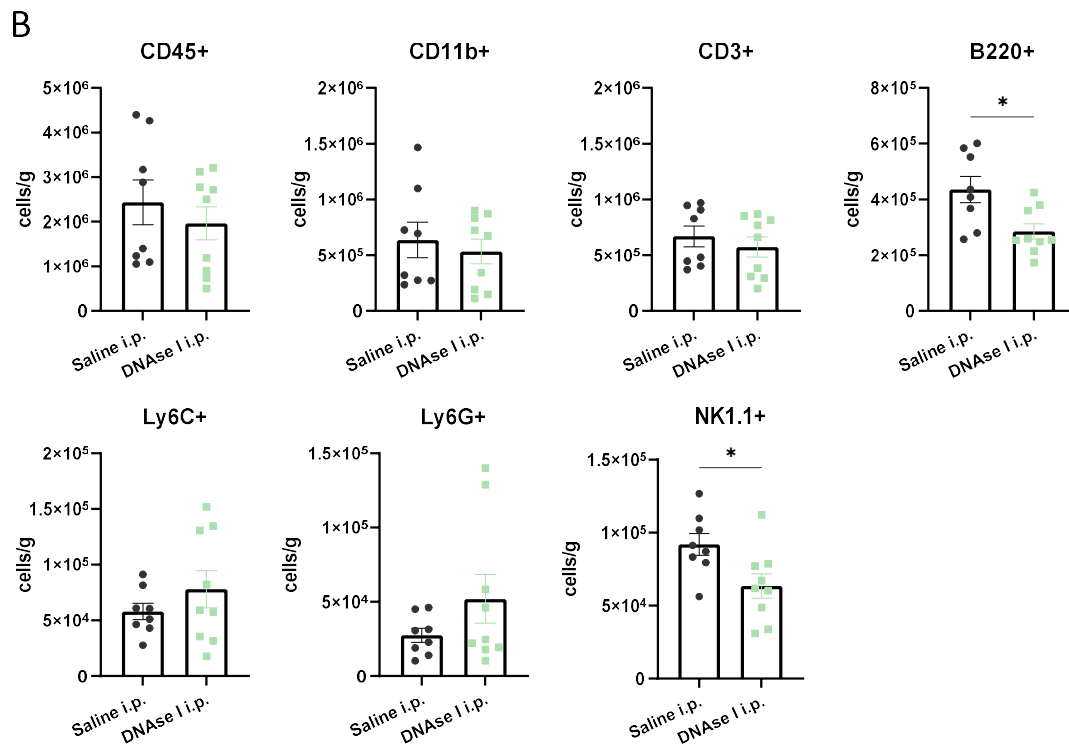 B
CD45+
CD11b+
CD3+
B220+
5×10⁶
4×10⁶
3×10⁶
2×10⁶
1×10⁶
0
cells/g
Saline i.p.
DNAse I i.p.
2×10⁶
1.5×10⁶
1×10⁶
5×10⁵
0
cells/g
Saline i.p.
DNAse I i.p.
2×10⁶
1.5×10⁶
1×10⁶
5×10⁵
0
cells/g
Saline i.p.
DNAse I i.p.
8×10⁵
6×10⁵
4×10⁵
2×10⁵
0
cells/g
*
Saline i.p.
DNAse I i.p.
Ly6C+
Ly6G+
NK1.1+
2×10⁵
1.5×10⁵
1×10⁵
5×10⁴
0
cells/g
Saline i.p.
DNAse I i.p.
1.5×10⁵
1×10⁵
5×10⁴
0
cells/g
Saline i.p.
DNAse I i.p.
1.5×10⁵
1×10⁵
5×10⁴
0
cells/g
*
Saline i.p.
DNAse I i.p.